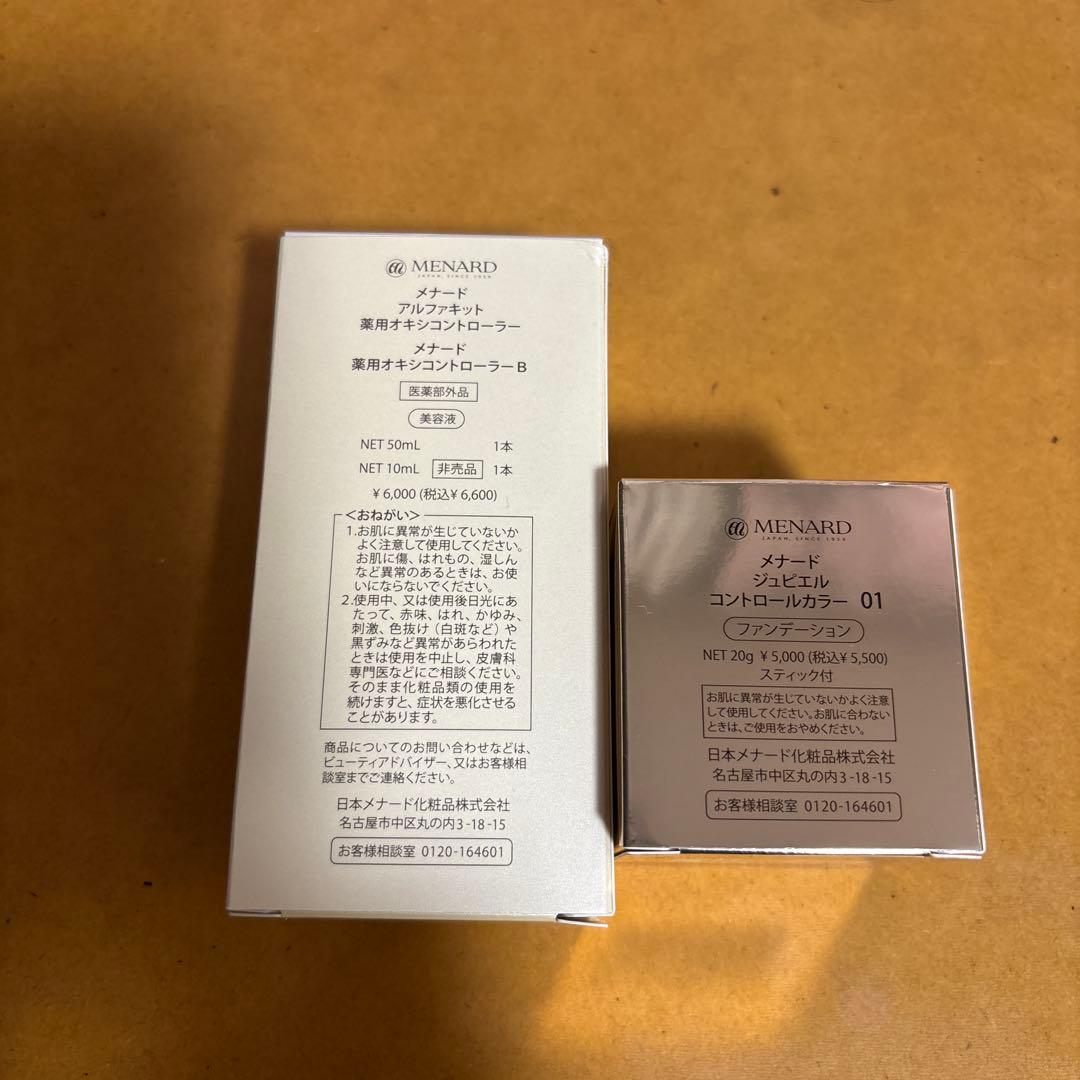 MENARD
JAPAN, SINCE 1959
メナード
アルファキット
薬用オキシコントローラー
メナード
薬用オキシコントローラー B
医薬部外品
美容液
NET 50mL 1本
NET 10mL 非売品 1本
¥6,000 (税込¥6,600)
<おねがい>
1.お肌に異常が生じていないか
よく注意して使用してください。
お肌に傷、はれもの、湿しん
など異常のあるときは、お使
いにならないでください。
2.使用中、又は使用後日光にあ
たって、赤味、はれ、かゆみ、
刺激、色抜け(白斑など)や
黒ずみなど異常があらわれた
ときは使用を中止し、皮膚科
専門医などにご相談ください。
そのまま化粧品類の使用を
続けますと、症状を悪化させる
ことがあります。
商品についてのお問い合わせなどは、
ビューティアドバイザー、又はお客様相
談室までご連絡ください。
日本メナード化粧品株式会社
名古屋市中区丸の内3-18-15
お客様相談室 0120-164601
MENARD
JAPAN, SINCE 1959
メナード
ジュピエル
コントロールカラー 01
ファンデーション
NET 20g ¥5,000 (税込¥5,500)
スティック付
お肌に異常が生じていないかよく注意
して使用してください。お肌に合わない
ときは、ご使用をおやめください。
日本メナード化粧品株式会社
名古屋市中区丸の内3-18-15
お客様相談室 0120-164601